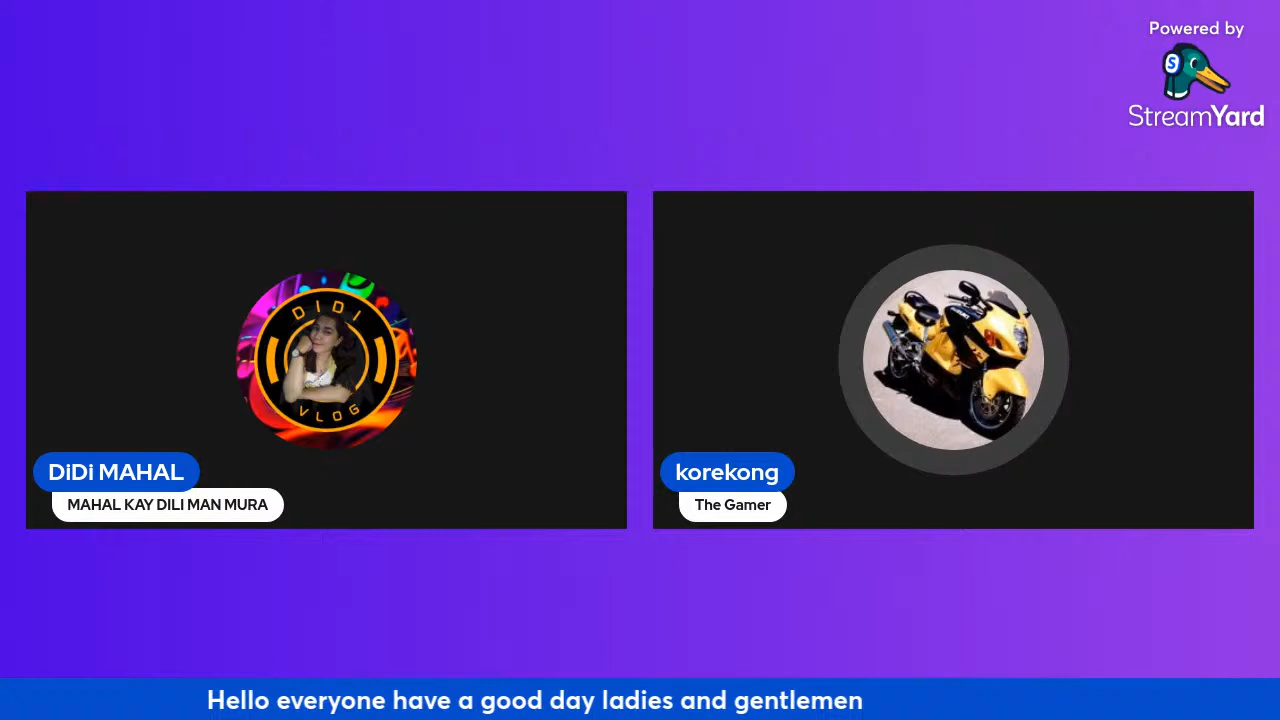 Powered by
S
StreamYard
DIDI
VLOG
DiDi MAHAL
MAHAL KAY DILI MAN MURA
korekong
The Gamer
Hello everyone have a good day ladies and gentlemen